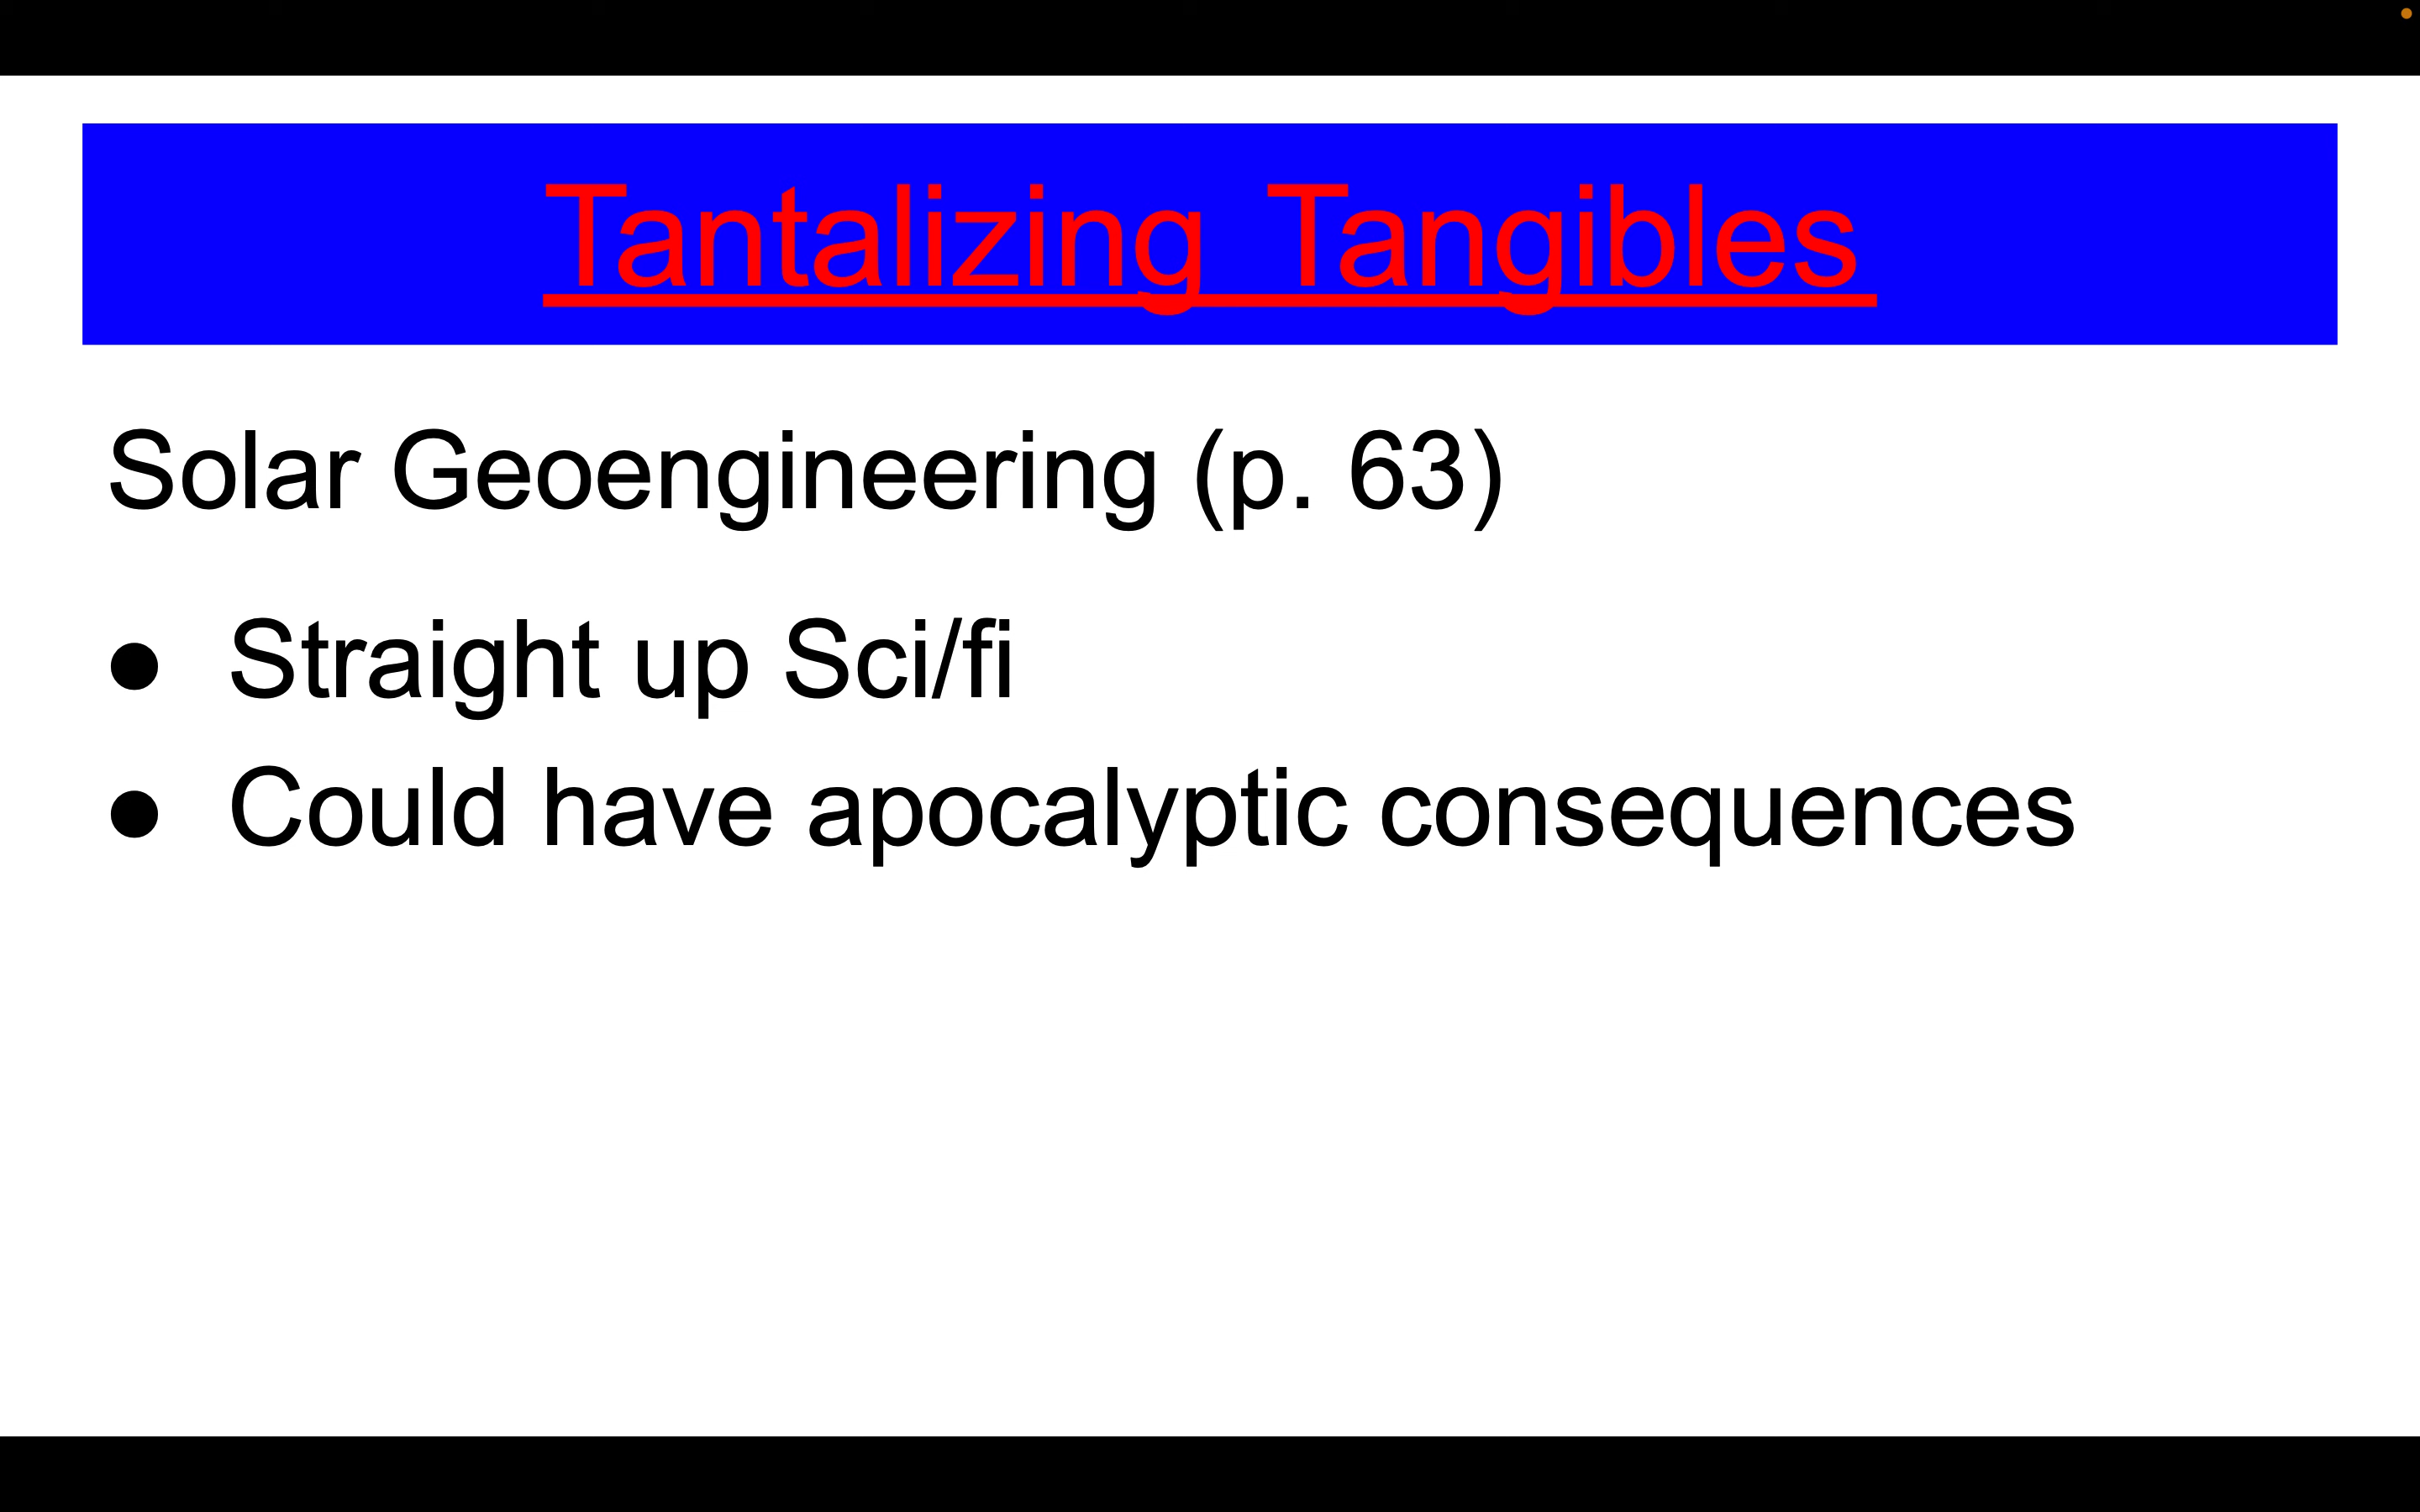 Tantalizing  Tangibles
Solar Geoengineering (p. 63)
● Straight up Sci/fi
● Could have apocalyptic consequences